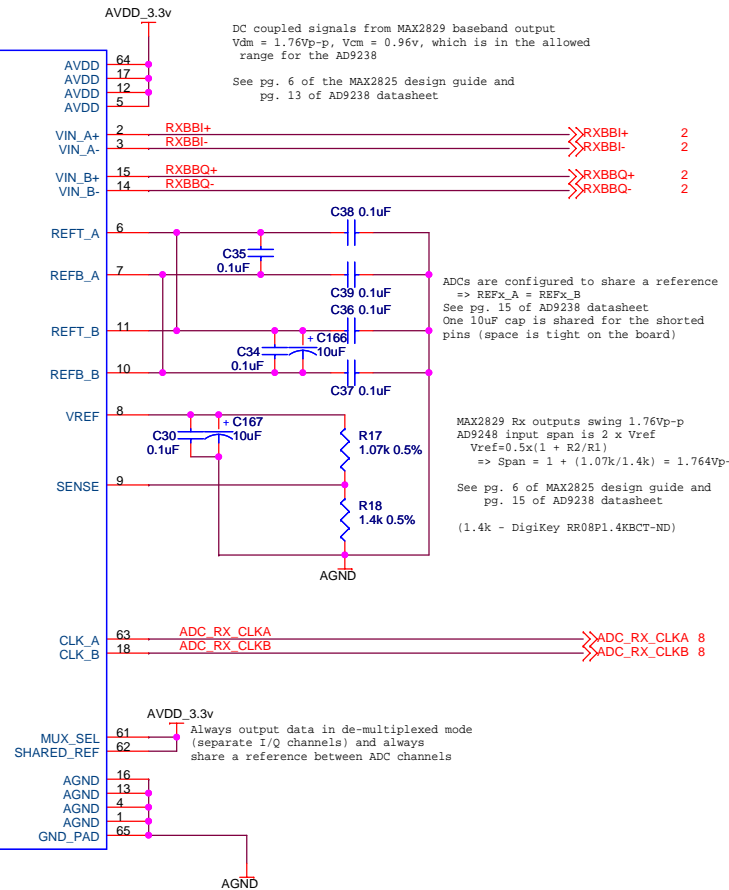 AVDD_3.3v
DC coupled signals from MAX2829 baseband output
Vdm = 1.76Vp-p, Vcm = 0.96v, which is in the allowed
range for the AD9238
See pg. 6 of the MAX2825 design guide and
pg. 13 of AD9238 datasheet
AVDD 64
AVDD 17
AVDD 12
AVDD 5
VIN_A+ 2 RXBBI+ RXBBI+ 2
VIN_A- 3 RXBBI- RXBBI- 2
VIN_B+ 15 RXBBQ+ RXBBQ+ 2
VIN_B- 14 RXBBQ- RXBBQ- 2
C38 0.1uF
REFT_A 6
C35
0.1uF
REFB_A 7
C39 0.1uF
C36 0.1uF
ADCs are configured to share a reference
=> REFx_A = REFx_B
See pg. 15 of AD9238 datasheet
One 10uF cap is shared for the shorted
pins (space is tight on the board)
REFT_B 11
+ C166
10uF
C34
0.1uF
REFB_B 10
C37 0.1uF
VREF 8
+ C167
10uF
C30
0.1uF
R17
1.07k 0.5%
MAX2829 Rx outputs swing 1.76Vp-p
AD9248 input span is 2 x Vref
Vref=0.5x(1 + R2/R1)
=> Span = 1 + (1.07k/1.4k) = 1.764Vp-
See pg. 6 of MAX2825 design guide and
pg. 15 of AD9238 datasheet
(1.4k - DigiKey RR08P1.4KBCT-ND)
SENSE 9
R18
1.4k 0.5%
AGND
CLK_A 63 ADC_RX_CLKA ADC_RX_CLKA 8
CLK_B 18 ADC_RX_CLKB ADC_RX_CLKB 8
AVDD_3.3v
Always output data in de-multiplexed mode
(separate I/Q channels) and always
share a reference between ADC channels
MUX_SEL 61
SHARED_REF 62
AGND 16
AGND 13
AGND 4
AGND 1
GND_PAD 65
AGND